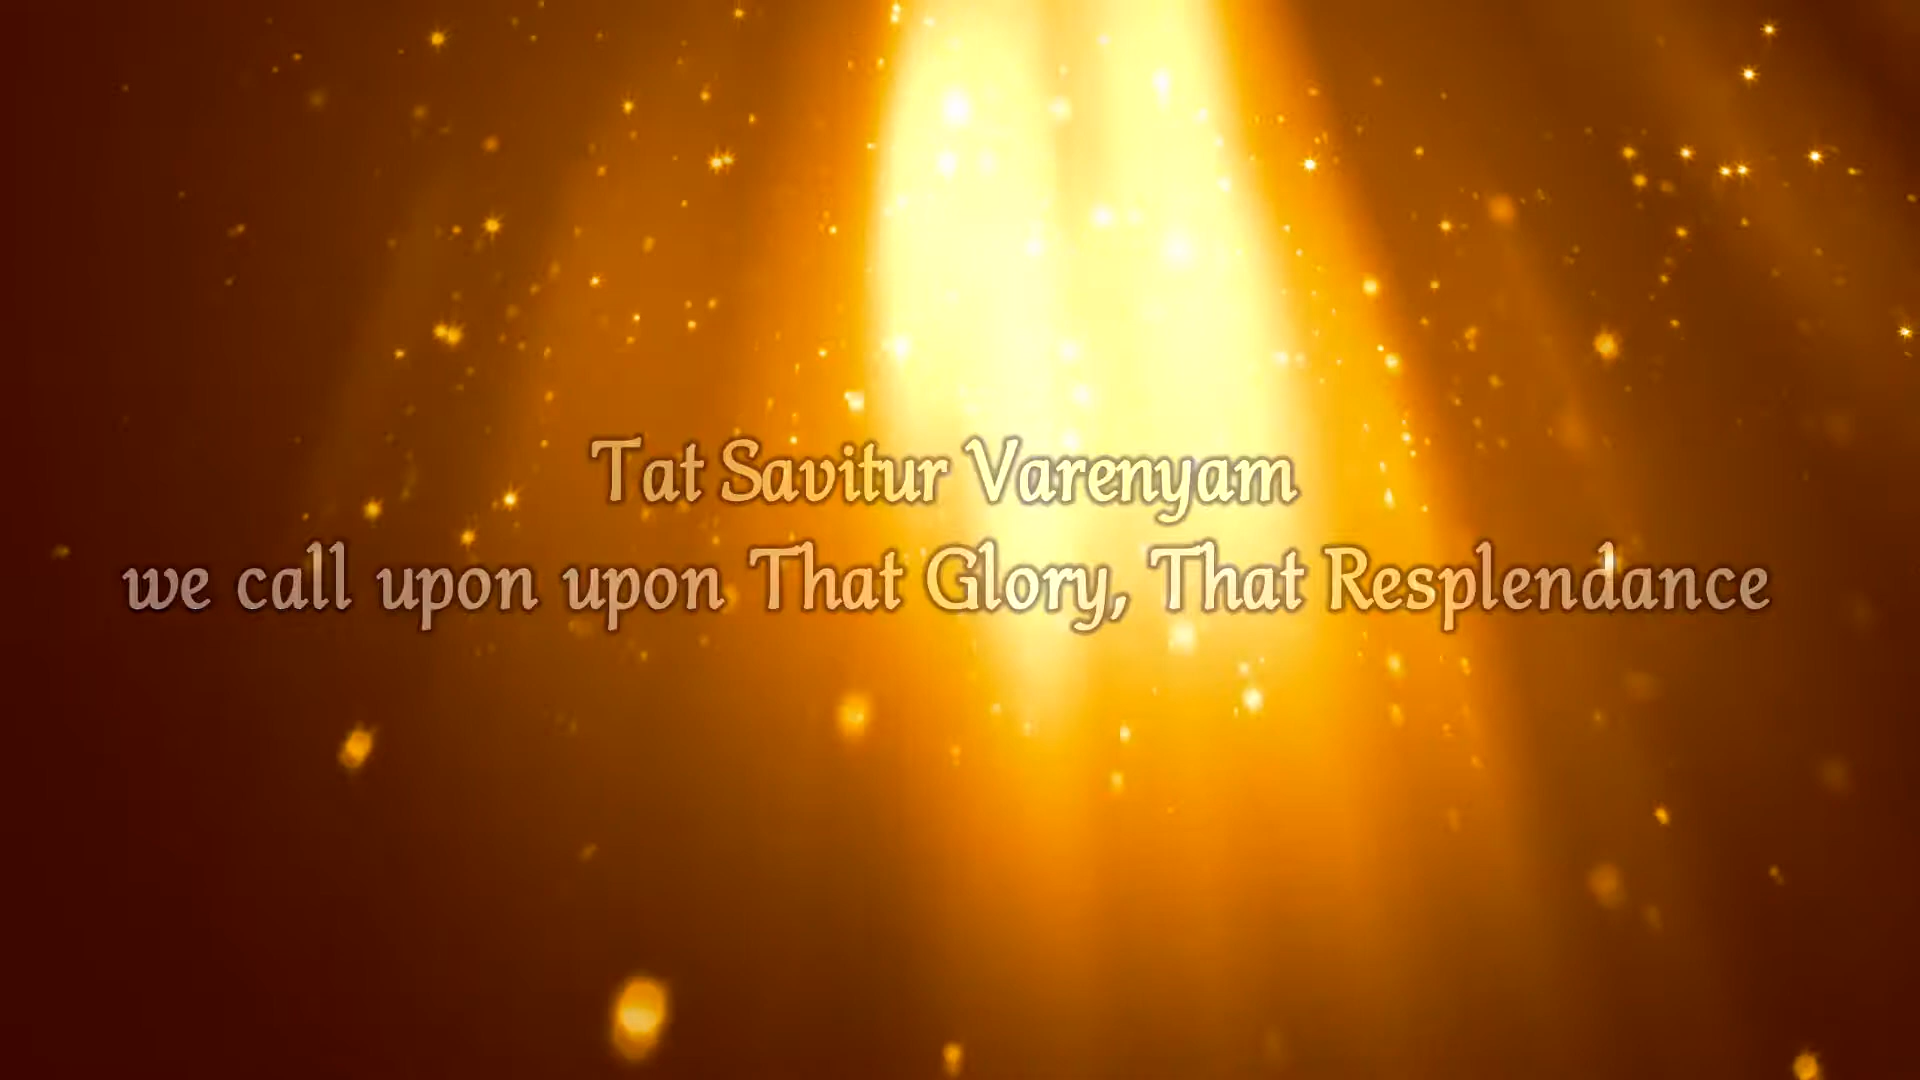 Tat Savitur Varenyam
we call upon upon That Glory, That Resplendance